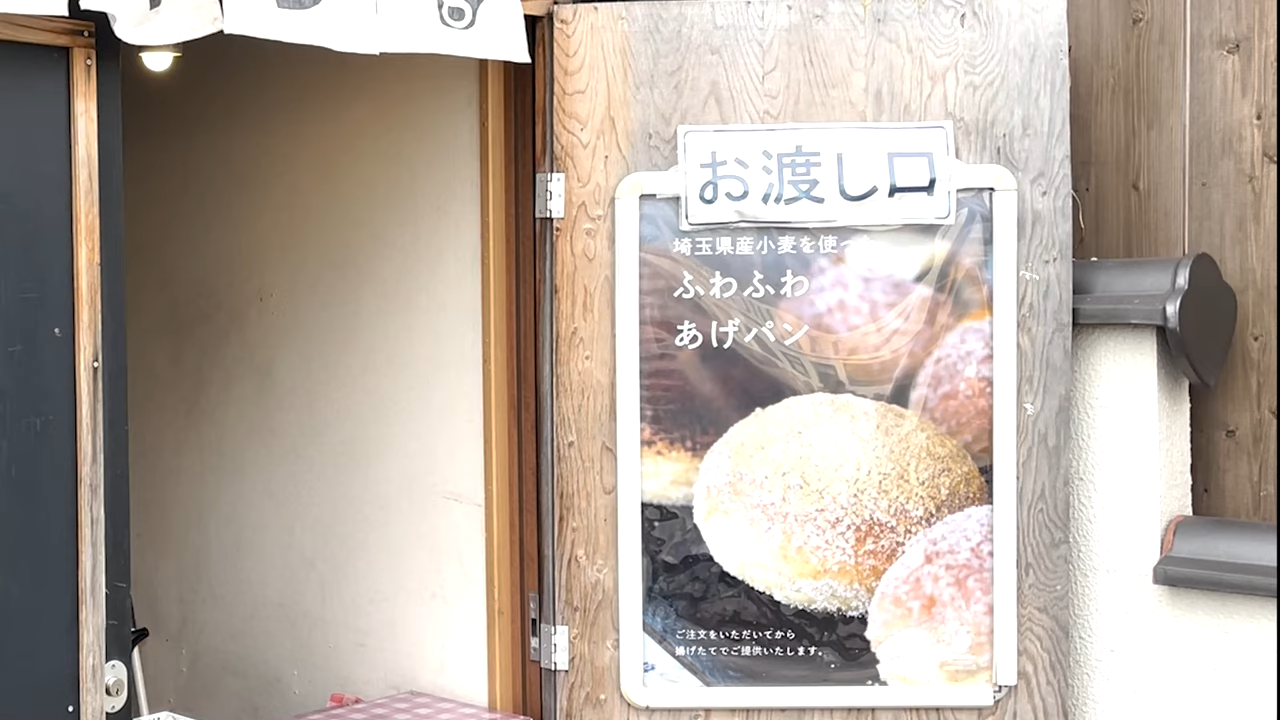 お渡し口
埼玉県産小麦を使っ
ふわふわ
あげパン
ご注文をいただいてから
揚げたてでご提供いたします。